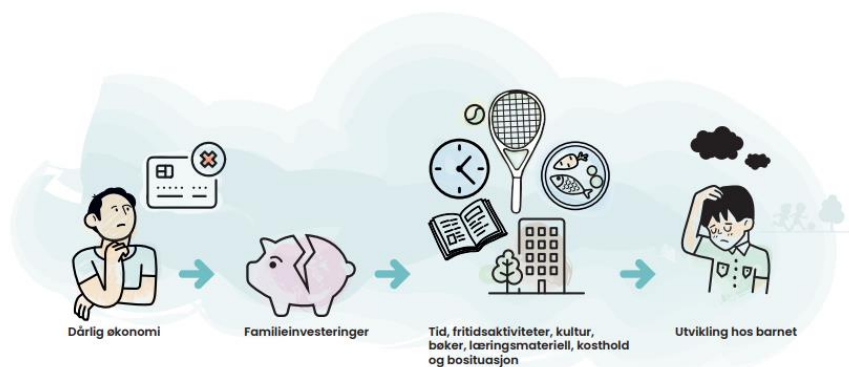 Dårlig økonomi
Familieinvesteringer
Tid, fritidsaktiviteter, kultur,
bøker, læringsmateriell, kosthold
og bosituasjon
Utvikling hos barnet